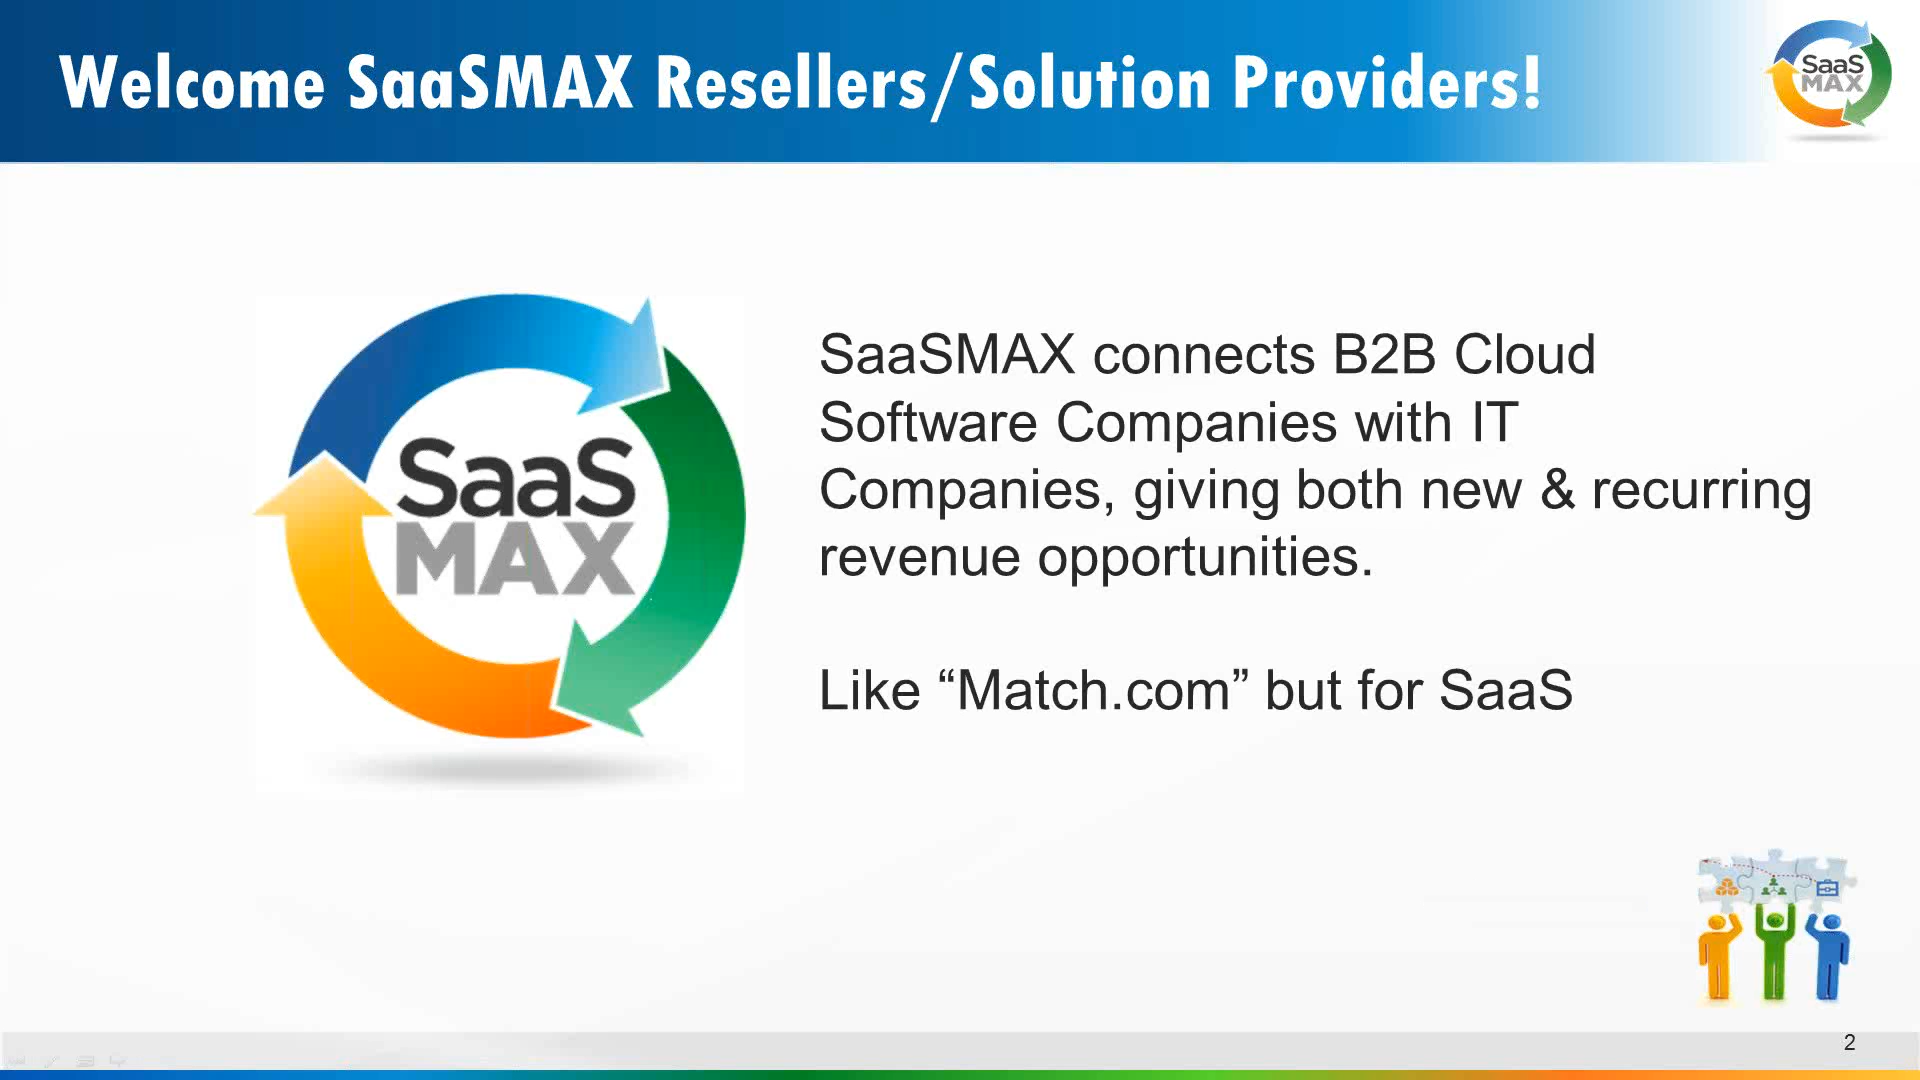 Welcome SaaSMAX Resellers/Solution Providers!
SaaS
MAX
SaaS
MAX
SaaSMAX connects B2B Cloud
Software Companies with IT
Companies, giving both new & recurring
revenue opportunities.
Like “Match.com” but for SaaS
2